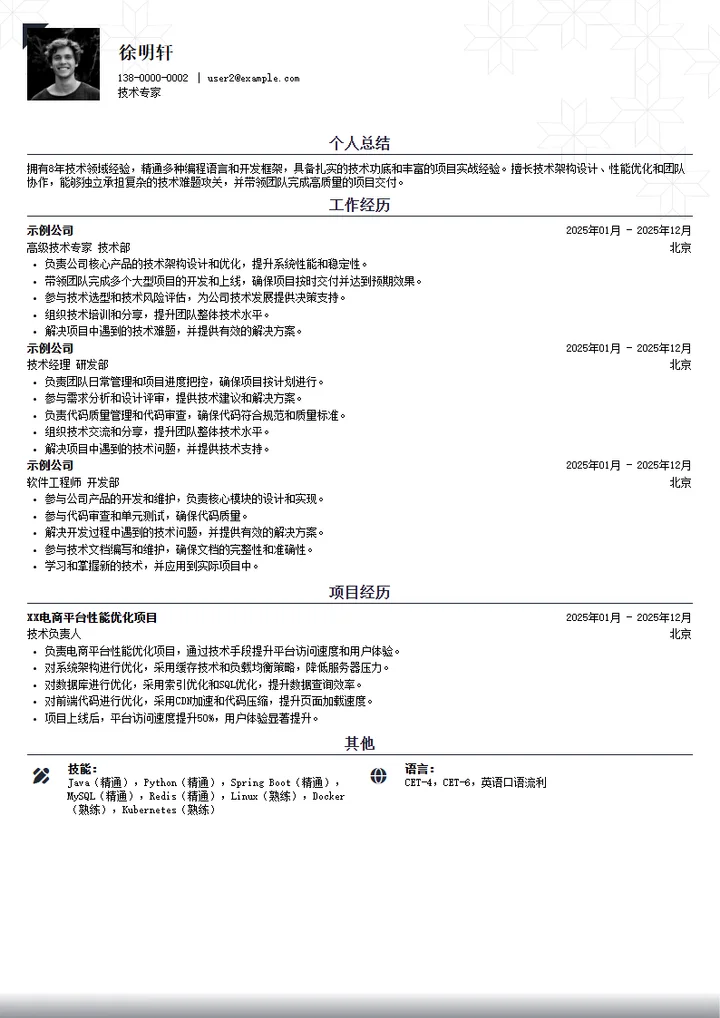 徐明轩
138-0000-0002 | user2@example.com
技术专家
个人总结
拥有8年技术领域经验，精通多种编程语言和开发框架，具备扎实的技术功底和丰富的项目实战经验。擅长技术架构设计、性能优化和团队
协作，能够独立承担复杂的技术难题攻关，并带领团队完成高质量的项目交付。
工作经历
示例公司 2025年01月 - 2025年12月
高级技术专家 技术部 北京
• 负责公司核心产品的技术架构设计和优化，提升系统性能和稳定性。
• 带领团队完成多个大型项目的开发和上线，确保项目按时交付并达到预期效果。
• 参与技术选型和技术风险评估，为公司技术发展提供决策支持。
• 组织技术培训和分享，提升团队整体技术水平。
• 解决项目中遇到的技术难题，并提供有效的解决方案。
示例公司 2025年01月 - 2025年12月
技术经理 研发部 北京
• 负责团队日常管理和项目进度把控，确保项目按计划进行。
• 参与需求分析和设计评审，提供技术建议和解决方案。
• 负责代码质量管理和代码审查，确保代码符合规范和质量标准。
• 组织技术交流和分享，提升团队整体技术水平。
• 解决项目中遇到的技术问题，并提供技术支持。
示例公司 2025年01月 - 2025年12月
软件工程师 开发部 北京
• 参与公司产品的开发和维护，负责核心模块的设计和实现。
• 参与代码审查和单元测试，确保代码质量。
• 解决开发过程中遇到的技术问题，并提供有效的解决方案。
• 参与技术文档编写和维护，确保文档的完整性和准确性。
• 学习和掌握新的技术，并应用到实际项目中。
项目经历
XX电商平台性能优化项目 2025年01月 - 2025年12月
技术负责人 北京
• 负责电商平台性能优化项目，通过技术手段提升平台访问速度和用户体验。
• 对系统架构进行优化，采用缓存技术和负载均衡策略，降低服务器压力。
• 对数据库进行优化，采用索引优化和SQL优化，提升数据查询效率。
• 对前端代码进行优化，采用CDN加速和代码压缩，提升页面加载速度。
• 项目上线后，平台访问速度提升50%，用户体验显著提升。
其他
技能：
Java（精通），Python（精通），Spring Boot（精通），
MySQL（精通），Redis（精通），Linux（熟练），Docker
（熟练），Kubernetes（熟练）
语言：
CET-4，CET-6，英语口语流利